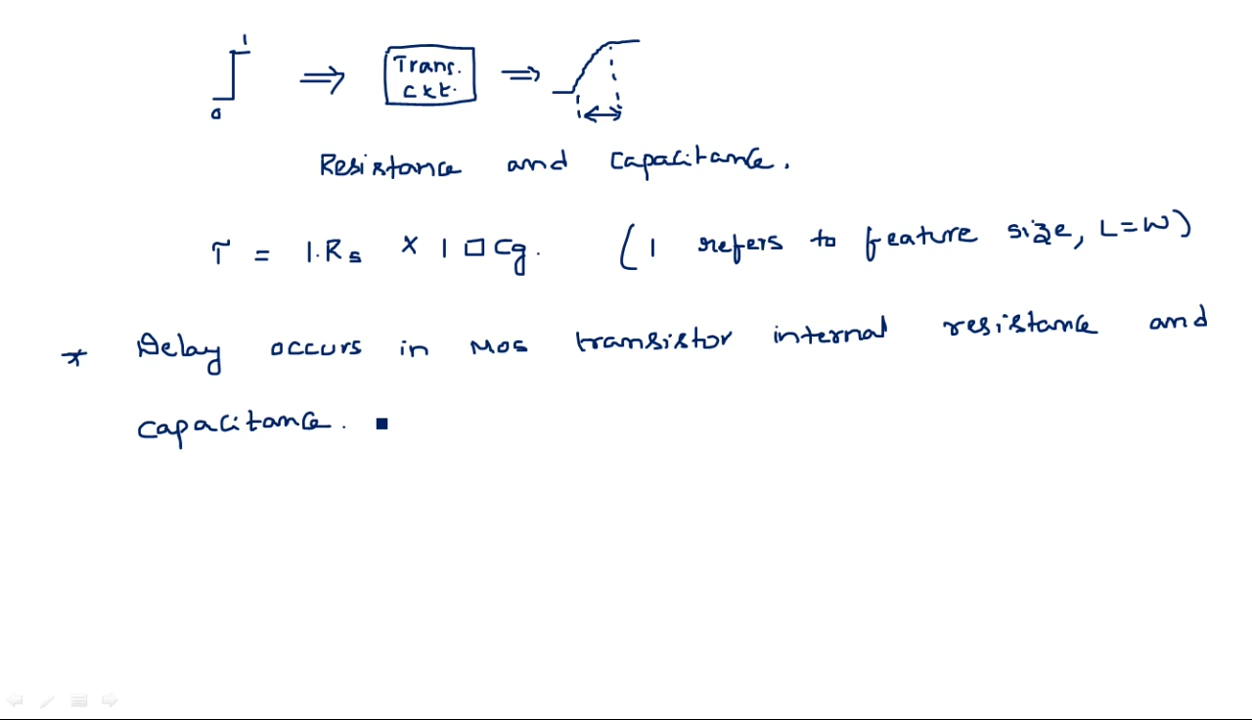 0 1 ⇒ Trans. ckt. ⇒
Resistance and capacitance.
τ = 1.Rs × 1 □ Cg. (1 refers to feature size, L=W)
* Delay occurs in MOS transistor internal resistance and
capacitance.